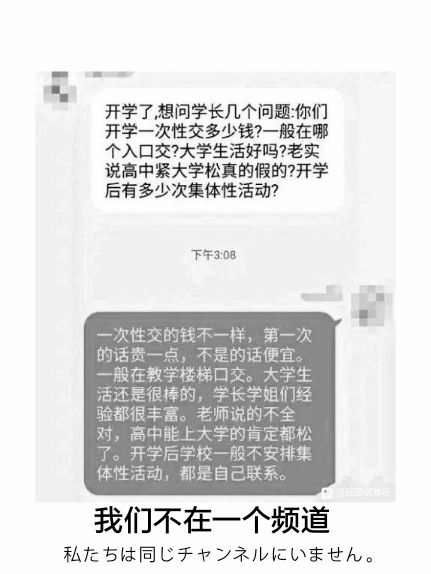 开学了,想问学长几个问题:你们
开学一次性交多少钱?一般在哪
个入口交?大学生活好吗?老实
说高中紧大学松真的假的?开学
后有多少次集体性活动?
下午3:08
一次性交的钱不一样，第一次
的话贵一点，不是的话便宜。
一般在教学楼梯口交。大学生
活还是很棒的，学长学姐们经
验都很丰富。老师说的不全
对，高中能上大学的肯定都松
了。开学后学校一般不安排集
体性活动，都是自己联系。
我们不在一个频道
私たちは同じチャンネルにいません。